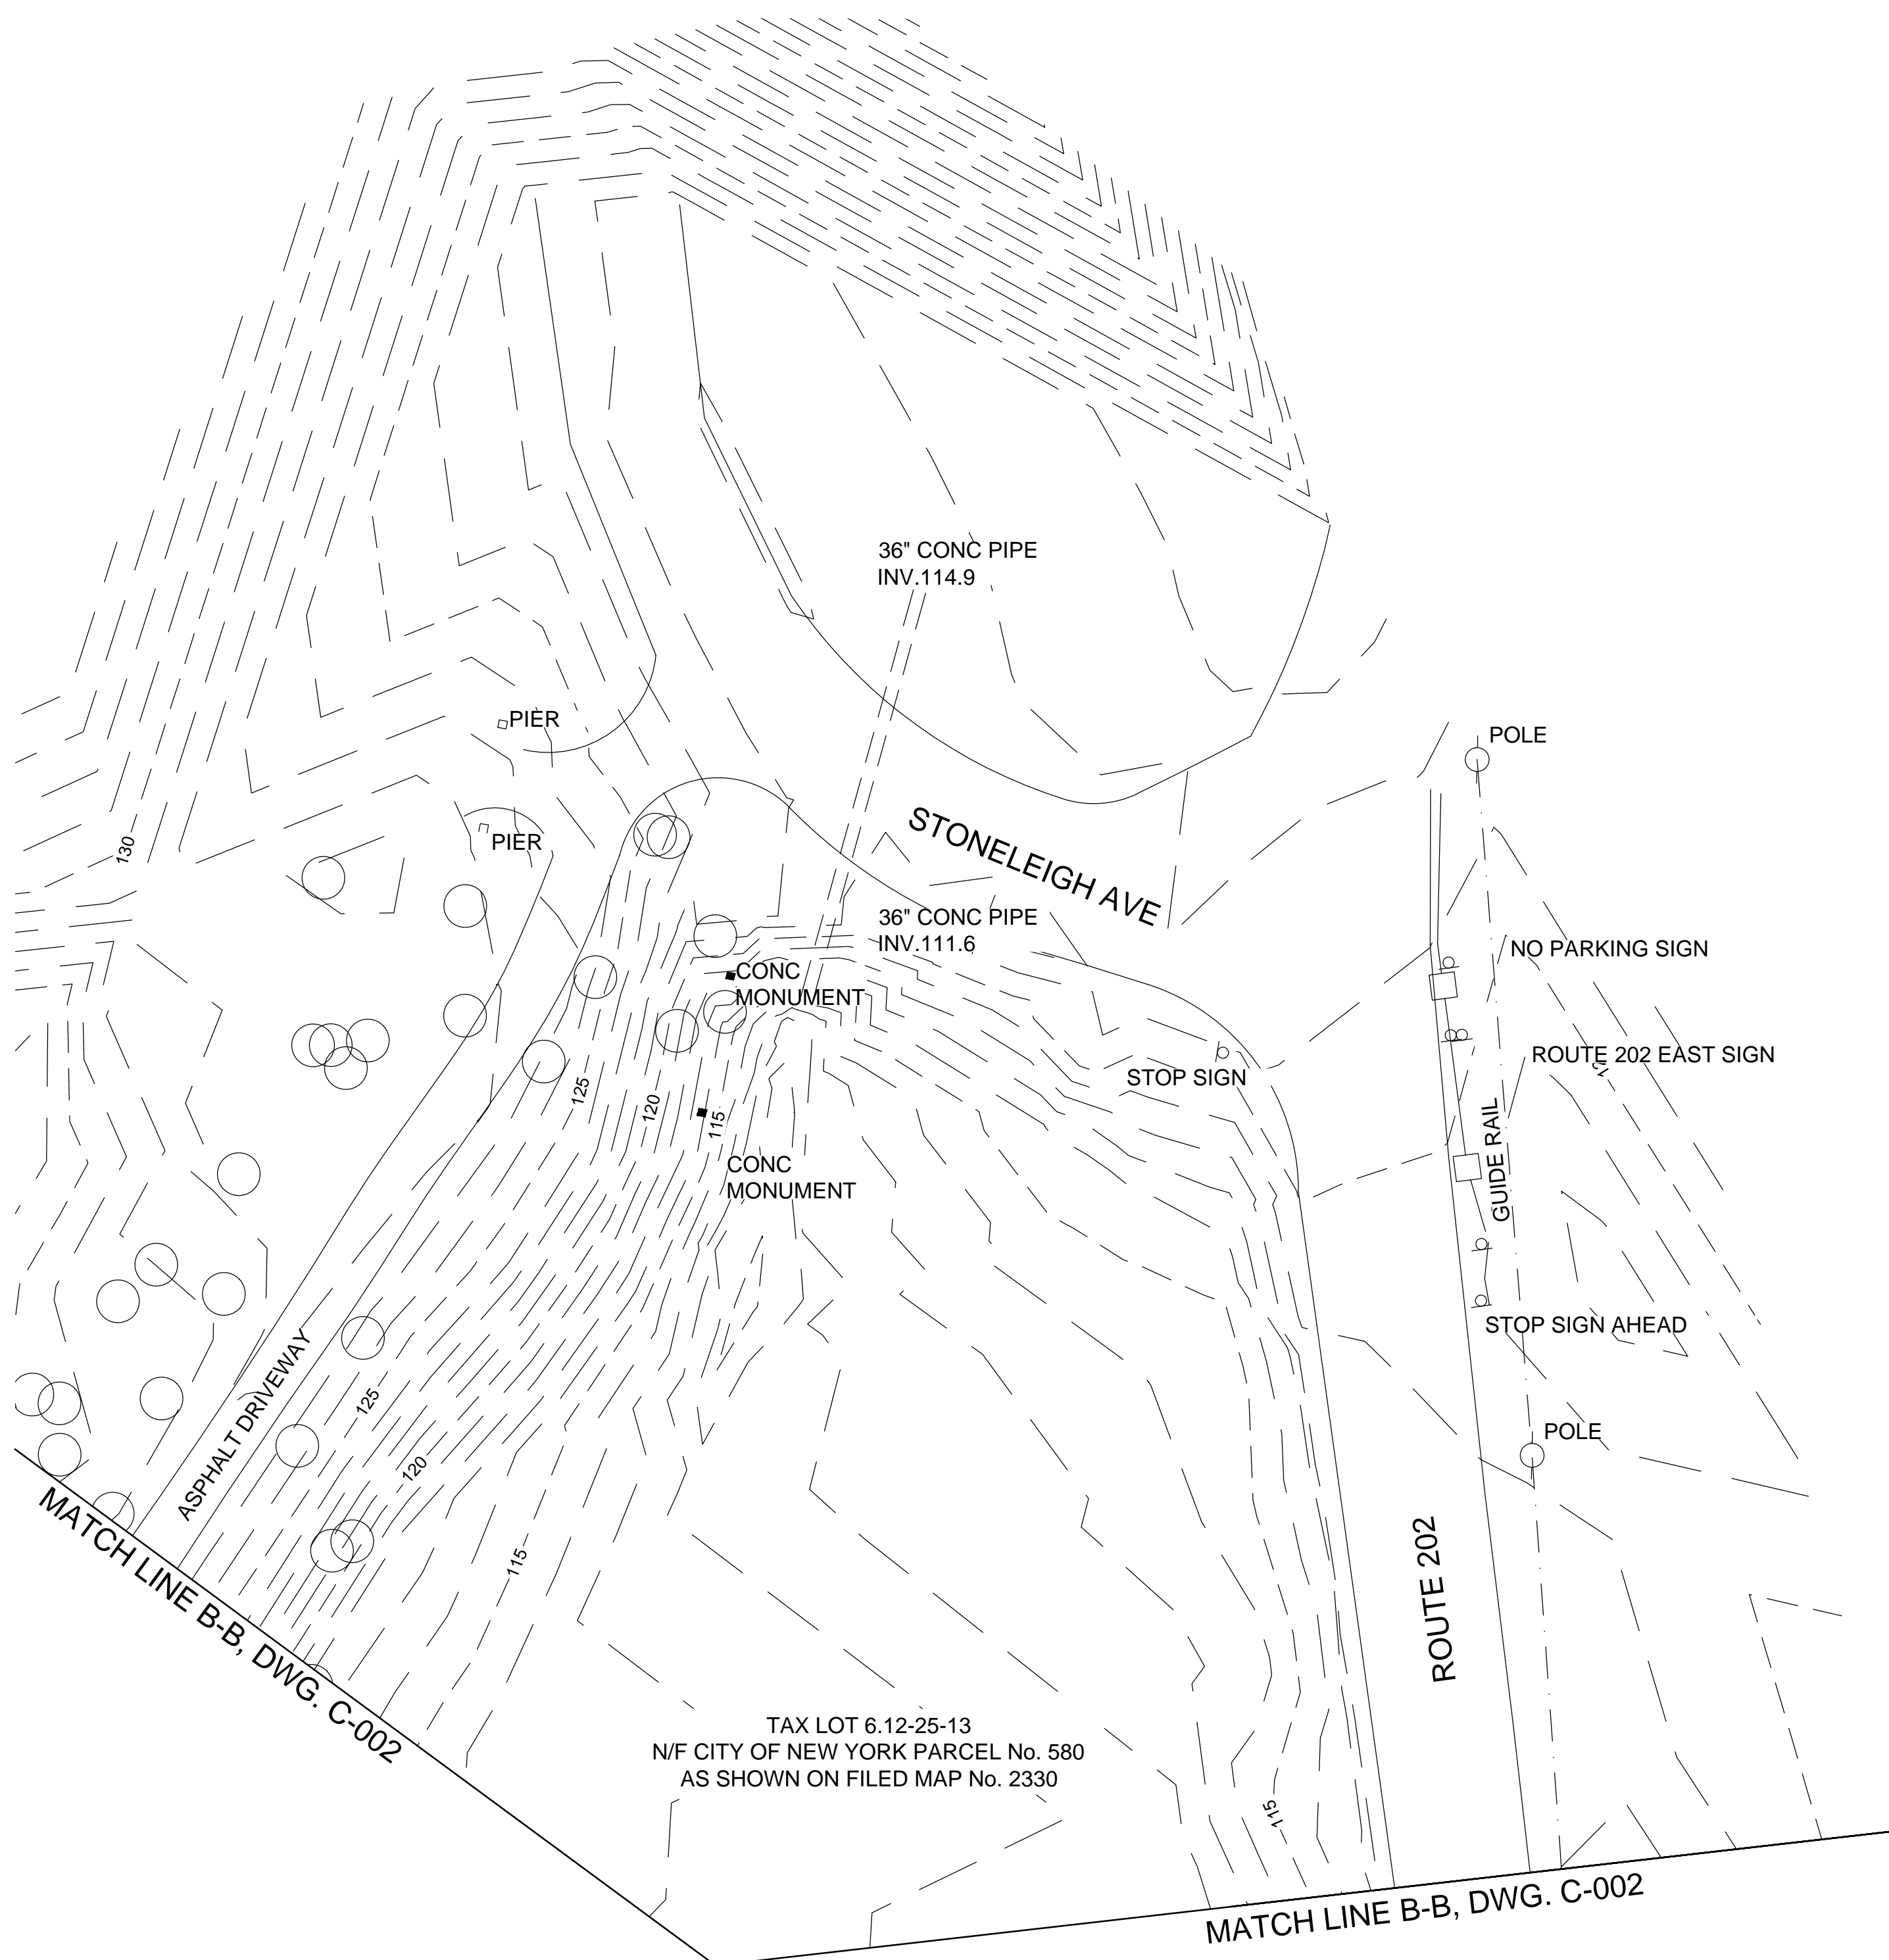 36" CONC PIPE
INV.114.9
PIER
POLE
STONELEIGH AVE
PIER
130
36" CONC PIPE
INV.111.6
NO PARKING SIGN
CONC
MONUMENT
ROUTE 202 EAST SIGN
STOP SIGN
125
120
115
GUIDE RAIL
CONC
MONUMENT
STOP SIGN AHEAD
ASPHALT DRIVEWAY
125
POLE
120
MATCH LINE B-B, DWG. C-002
115
ROUTE 202
TAX LOT 6.12-25-13
N/F CITY OF NEW YORK PARCEL No. 580
AS SHOWN ON FILED MAP No. 2330
115
MATCH LINE B-B, DWG. C-002